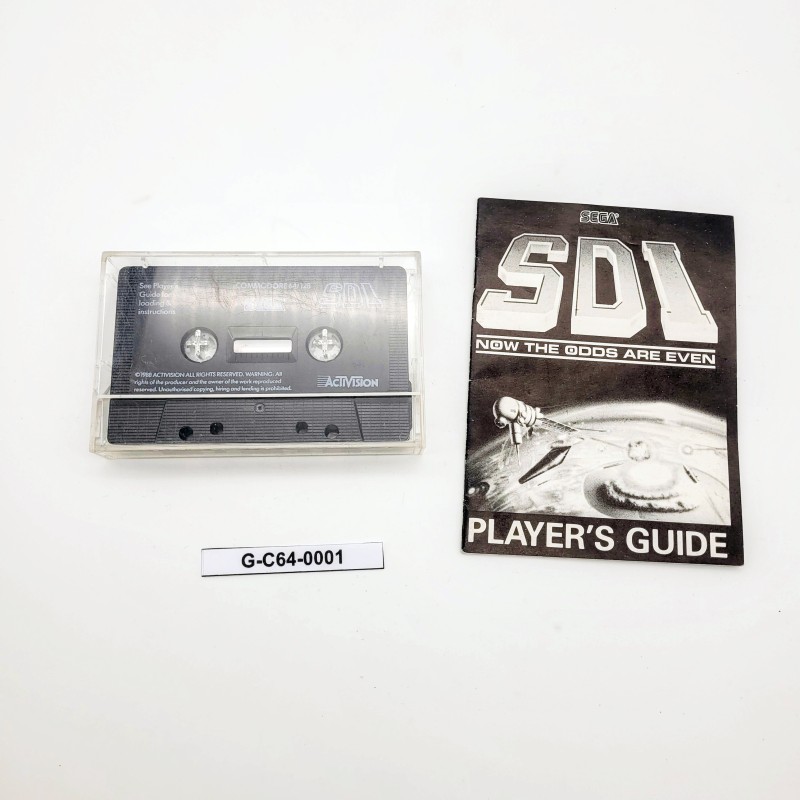 See Player's
Guide for
loading
instructions
COMMODORE 64/128
SDI
©1988 ACTIVISION ALL RIGHTS RESERVED. WARNING. All
rights of the producer and the owner of the work reproduced
reserved. Unauthorised copying, hiring and lending is prohibited.
ACTIVISION
SEGA®
SDI
NOW THE ODDS ARE EVEN
PLAYER'S GUIDE
G-C64-0001